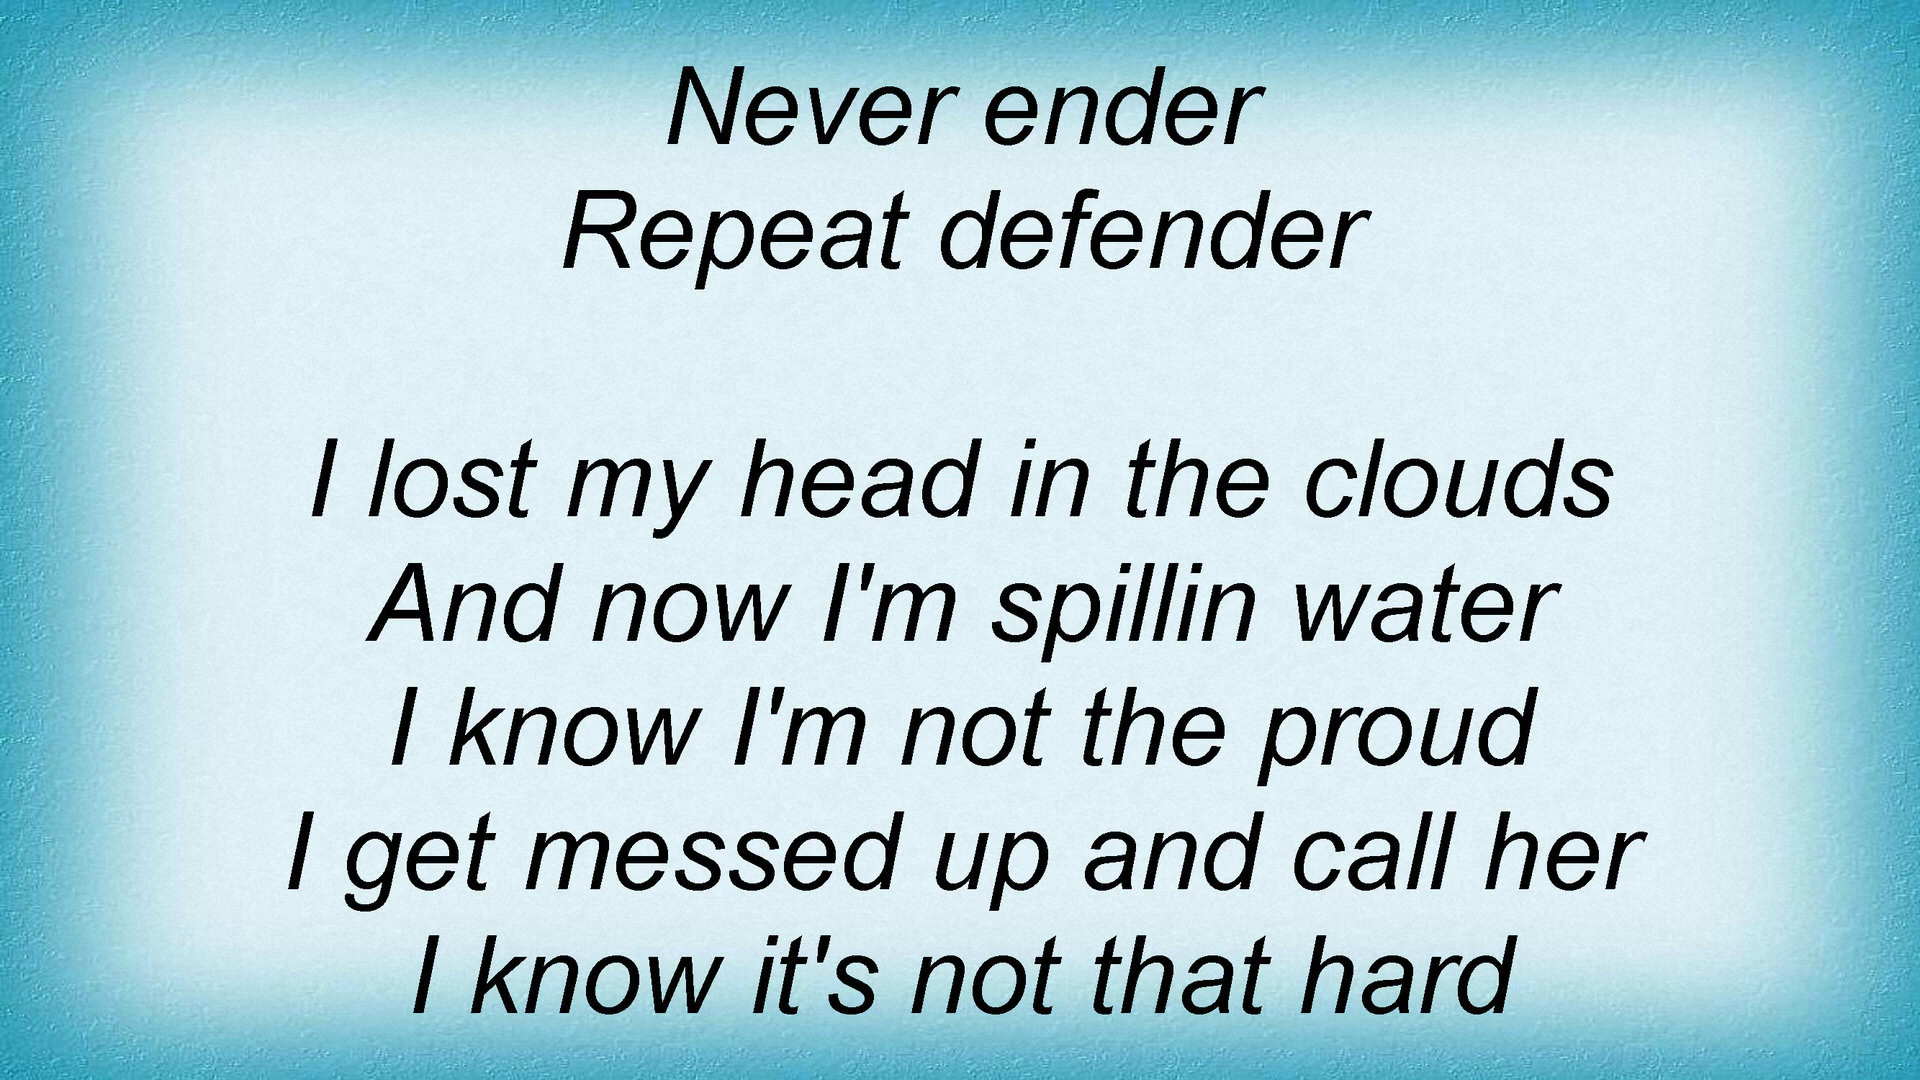 Never ender
Repeat defender
I lost my head in the clouds
And now I'm spillin water
I know I'm not the proud
I get messed up and call her
I know it's not that hard